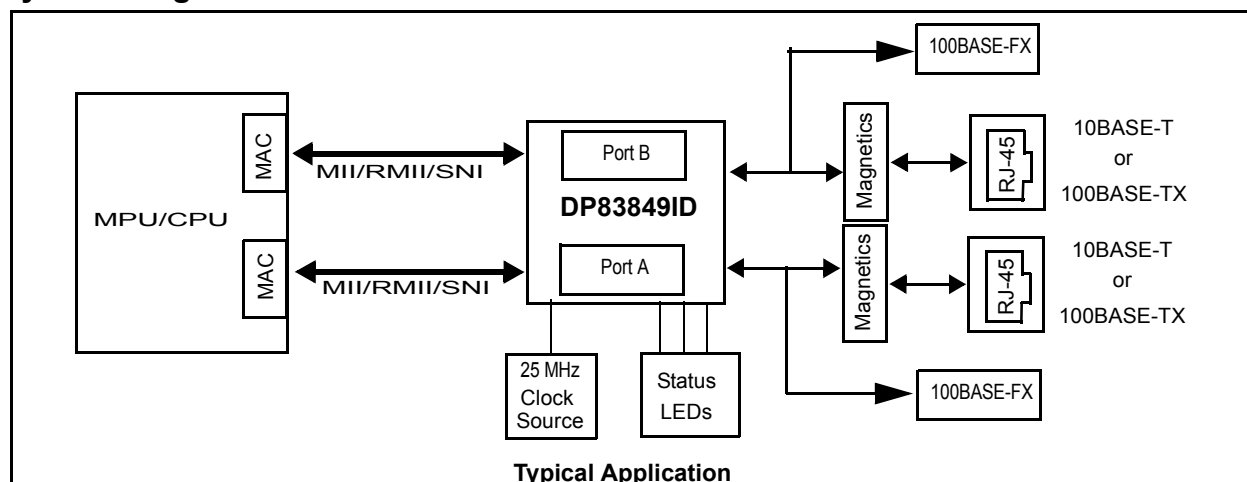 100BASE-FX
MAC
MII/RMII/SNI
Port B
Magnetics
RJ-45
10BASE-T
or
100BASE-TX
MPU/CPU
DP83849ID
MAC
MII/RMII/SNI
Port A
Magnetics
RJ-45
10BASE-T
or
100BASE-TX
25 MHz
Clock
Source
Status
LEDs
100BASE-FX
Typical Application